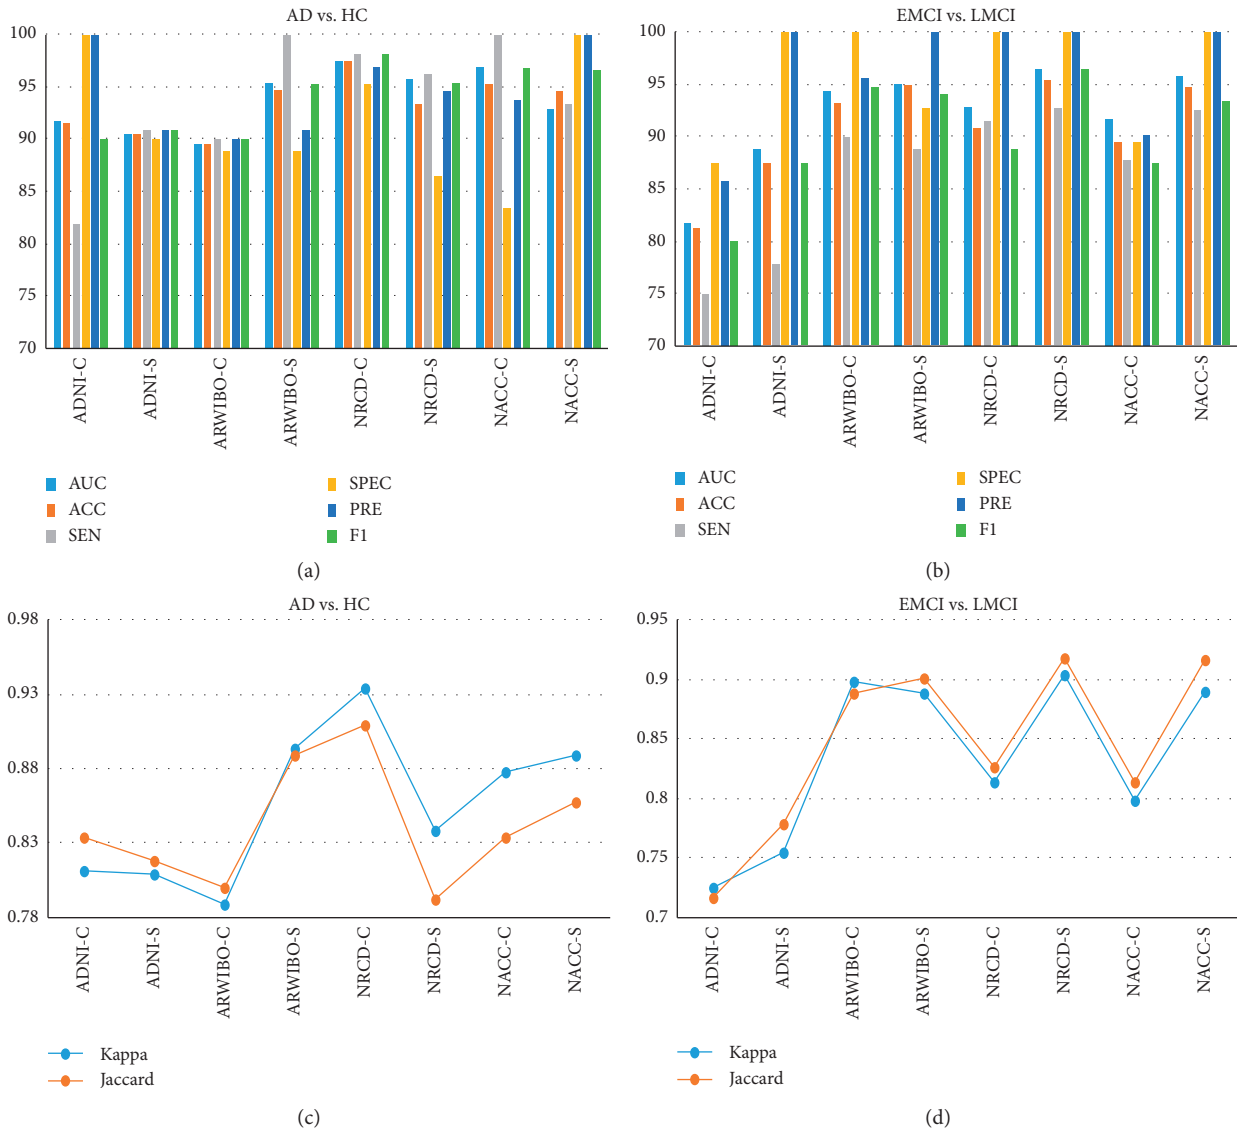 AD vs. HC
100
95
90
85
80
75
70
ADNI-C
ADNI-S
ARWIBO-C
ARWIBO-S
NRCD-C
NRCD-S
NACC-C
NACC-S
AUC
ACC
SEN
SPEC
PRE
F1
(a)
EMCI vs. LMCI
100
95
90
85
80
75
70
ADNI-C
ADNI-S
ARWIBO-C
ARWIBO-S
NRCD-C
NRCD-S
NACC-C
NACC-S
AUC
ACC
SEN
SPEC
PRE
F1
(b)
AD vs. HC
0.98
0.93
0.88
0.83
0.78
ADNI-C
ADNI-S
ARWIBO-C
ARWIBO-S
NRCD-C
NRCD-S
NACC-C
NACC-S
Kappa
Jaccard
(c)
EMCI vs. LMCI
0.95
0.9
0.85
0.8
0.75
0.7
ADNI-C
ADNI-S
ARWIBO-C
ARWIBO-S
NRCD-C
NRCD-S
NACC-C
NACC-S
Kappa
Jaccard
(d)